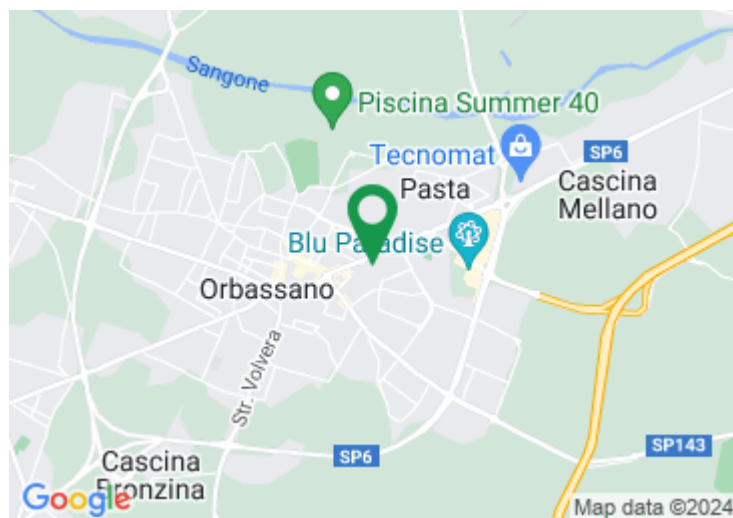 Sangone
Piscina Summer 40
Tecnomat
SP6
Pasta
Cascina
Mellano
Blu Paradise
Orbassano
Str. Volvera
SP6
SP143
Cascina
Bronzina
Google
Map data ©2024